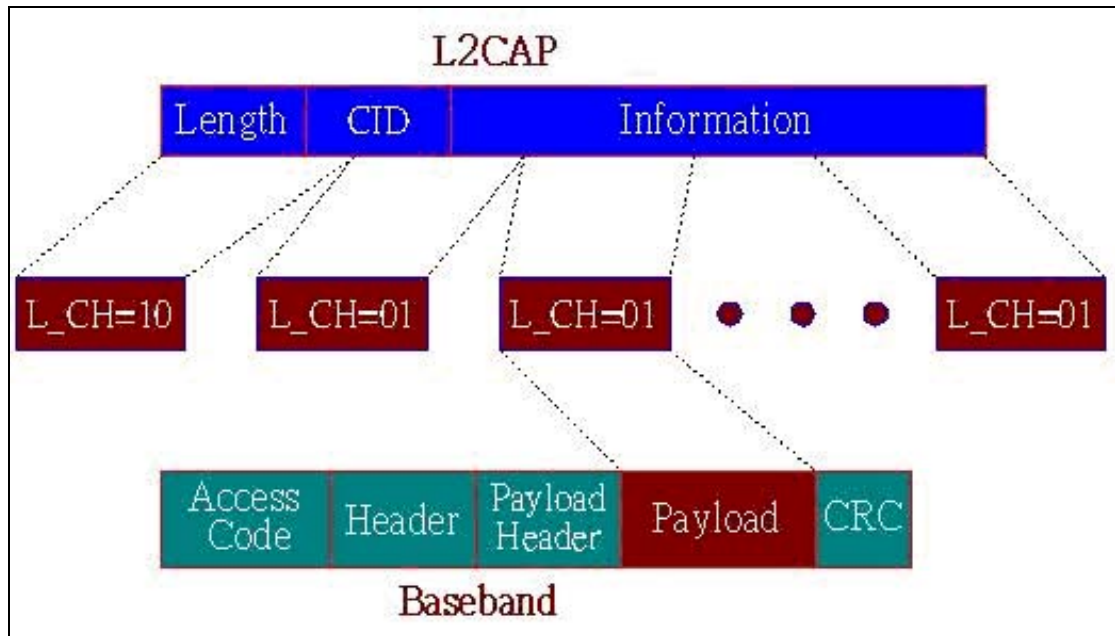 L2CAP
Length CID Information
L_CH=10 L_CH=01 L_CH=01 L_CH=01
Access Code Header Payload Header Payload CRC
Baseband